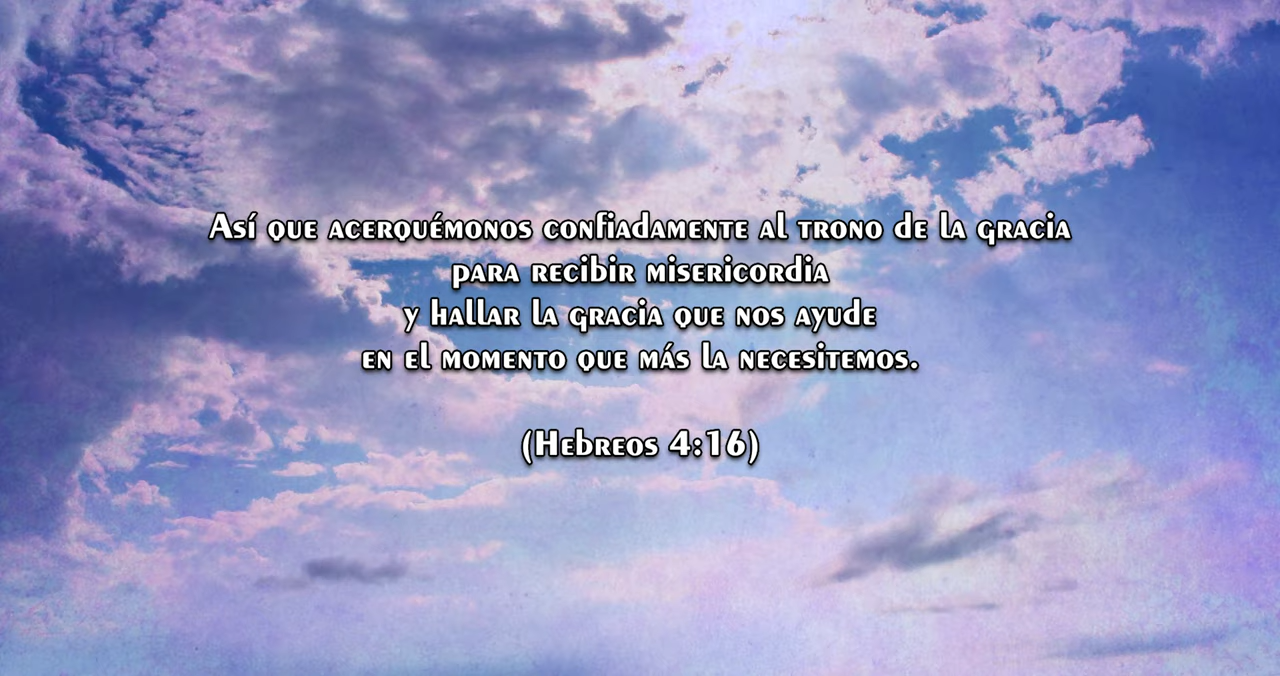 Así que acerquémonos confiadamente al trono de la gracia
para recibir misericordia
y hallar la gracia que nos ayude
en el momento que más la necesitemos.
(Hebreos 4:16)